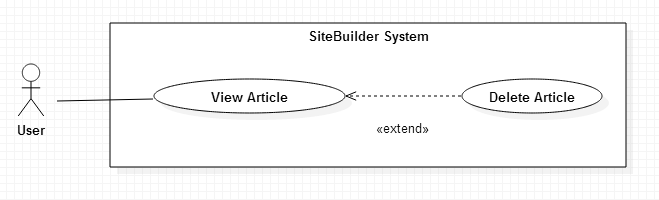 SiteBuilder System
User
View Article
Delete Article
«extend»